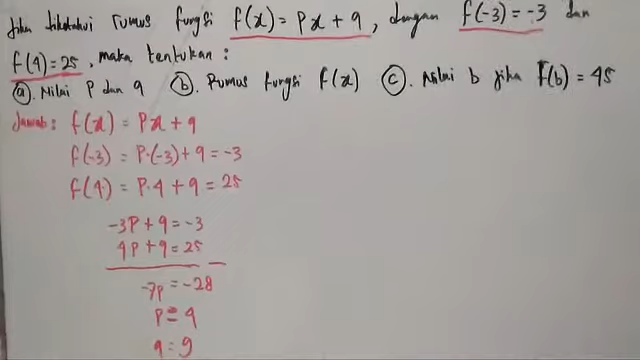 Jika diketahui rumus fungsi f(x) = px + q, dengan f(-3) = -3 dan
f(4) = 25, maka tentukan :
a. Nilai p dan q b. Rumus fungsi f(x) c. Nilai b jika f(b) = 45
Jawab : f(x) = px + q
f(-3) = p·(-3) + q = -3
f(4) = p·4 + q = 25
-3p + q = -3
4p + q = 25
-
-7p = -28
p = 4
q = 9